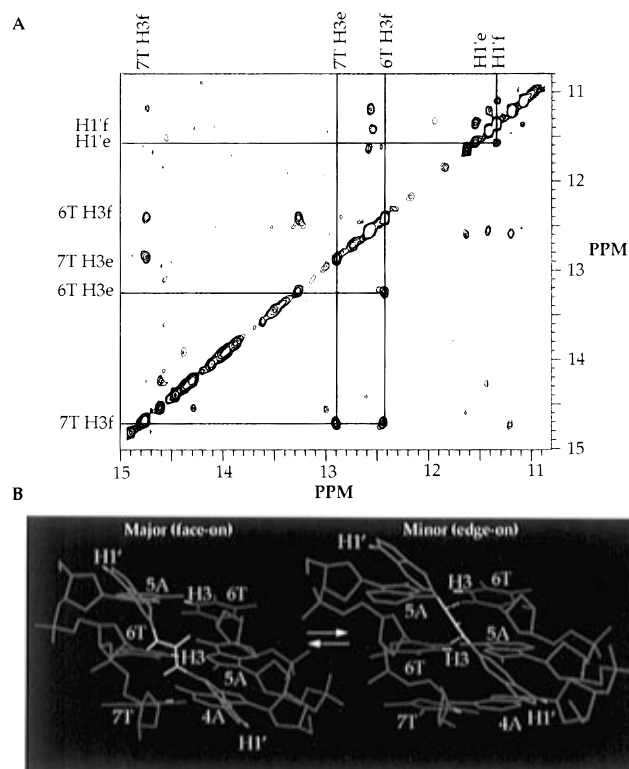 A
7T H3f
7T H3e
6T H3f
H1'e
H1'f
H1'f
H1'e
6T H3f
7T H3e
6T H3e
7T H3f
11
12
13
14
15
PPM
15
14
13
12
11
PPM
B
Major (face-on)
Minor (edge-on)
H1'
5A
H3
6T
6T
H3
5A
7T
4A
H1'
H1'
H3
6T
5A
6T
H3
5A
7T
4A
H1'